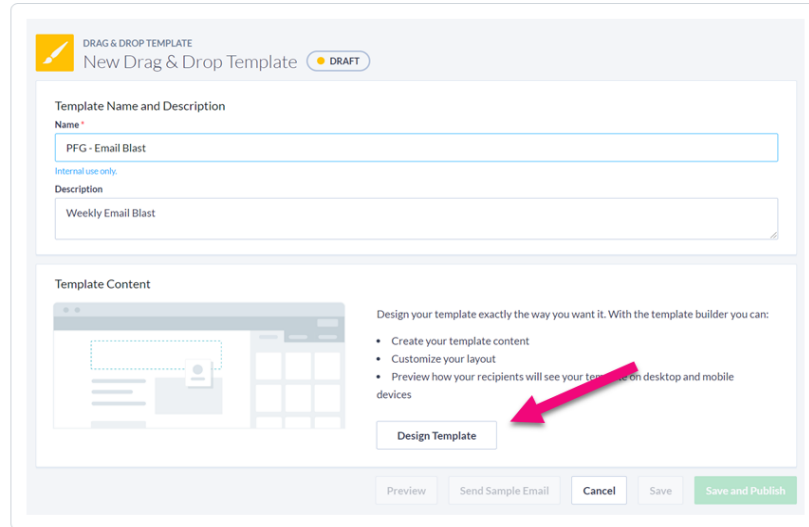 DRAG & DROP TEMPLATE
New Drag & Drop Template DRAFT
Template Name and Description
Name *
PFG - Email Blast
Internal use only.
Description
Weekly Email Blast
Template Content
Design your template exactly the way you want it. With the template builder you can:
• Create your template content
• Customize your layout
• Preview how your recipients will see your template on desktop and mobile
devices
Design Template
Preview Send Sample Email Cancel Save Save and Publish